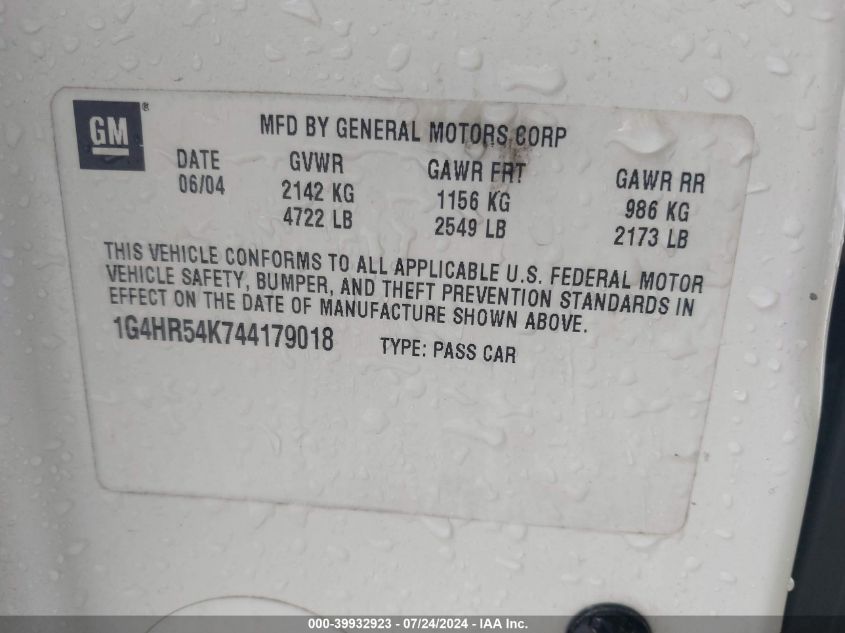 GM®
MFD BY GENERAL MOTORS CORP
DATE GVWR GAWR FRT GAWR RR
06/04 2142 KG 1156 KG 986 KG
4722 LB 2549 LB 2173 LB
THIS VEHICLE CONFORMS TO ALL APPLICABLE U.S. FEDERAL MOTOR
VEHICLE SAFETY, BUMPER, AND THEFT PREVENTION STANDARDS IN
EFFECT ON THE DATE OF MANUFACTURE SHOWN ABOVE.
1G4HR54K744179018 TYPE: PASS CAR
000-39932923 - 07/24/2024 - IAAI.COM